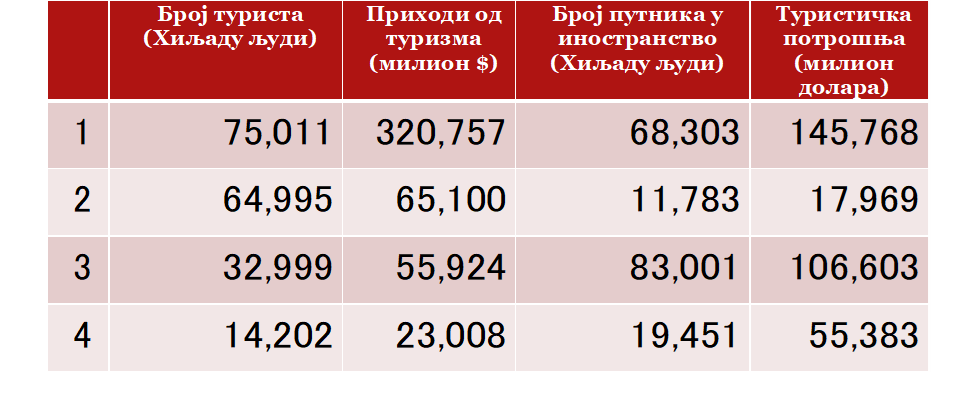 Број туриста
(Хиљаду људи)
Приходи од
туризма
(милион $)
Број путника у
иностранство
(Хиљаду људи)
Туристичка
потрошња
(милион
долара)
1 75,011 320,757 68,303 145,768
2 64,995 65,100 11,783 17,969
3 32,999 55,924 83,001 106,603
4 14,202 23,008 19,451 55,383